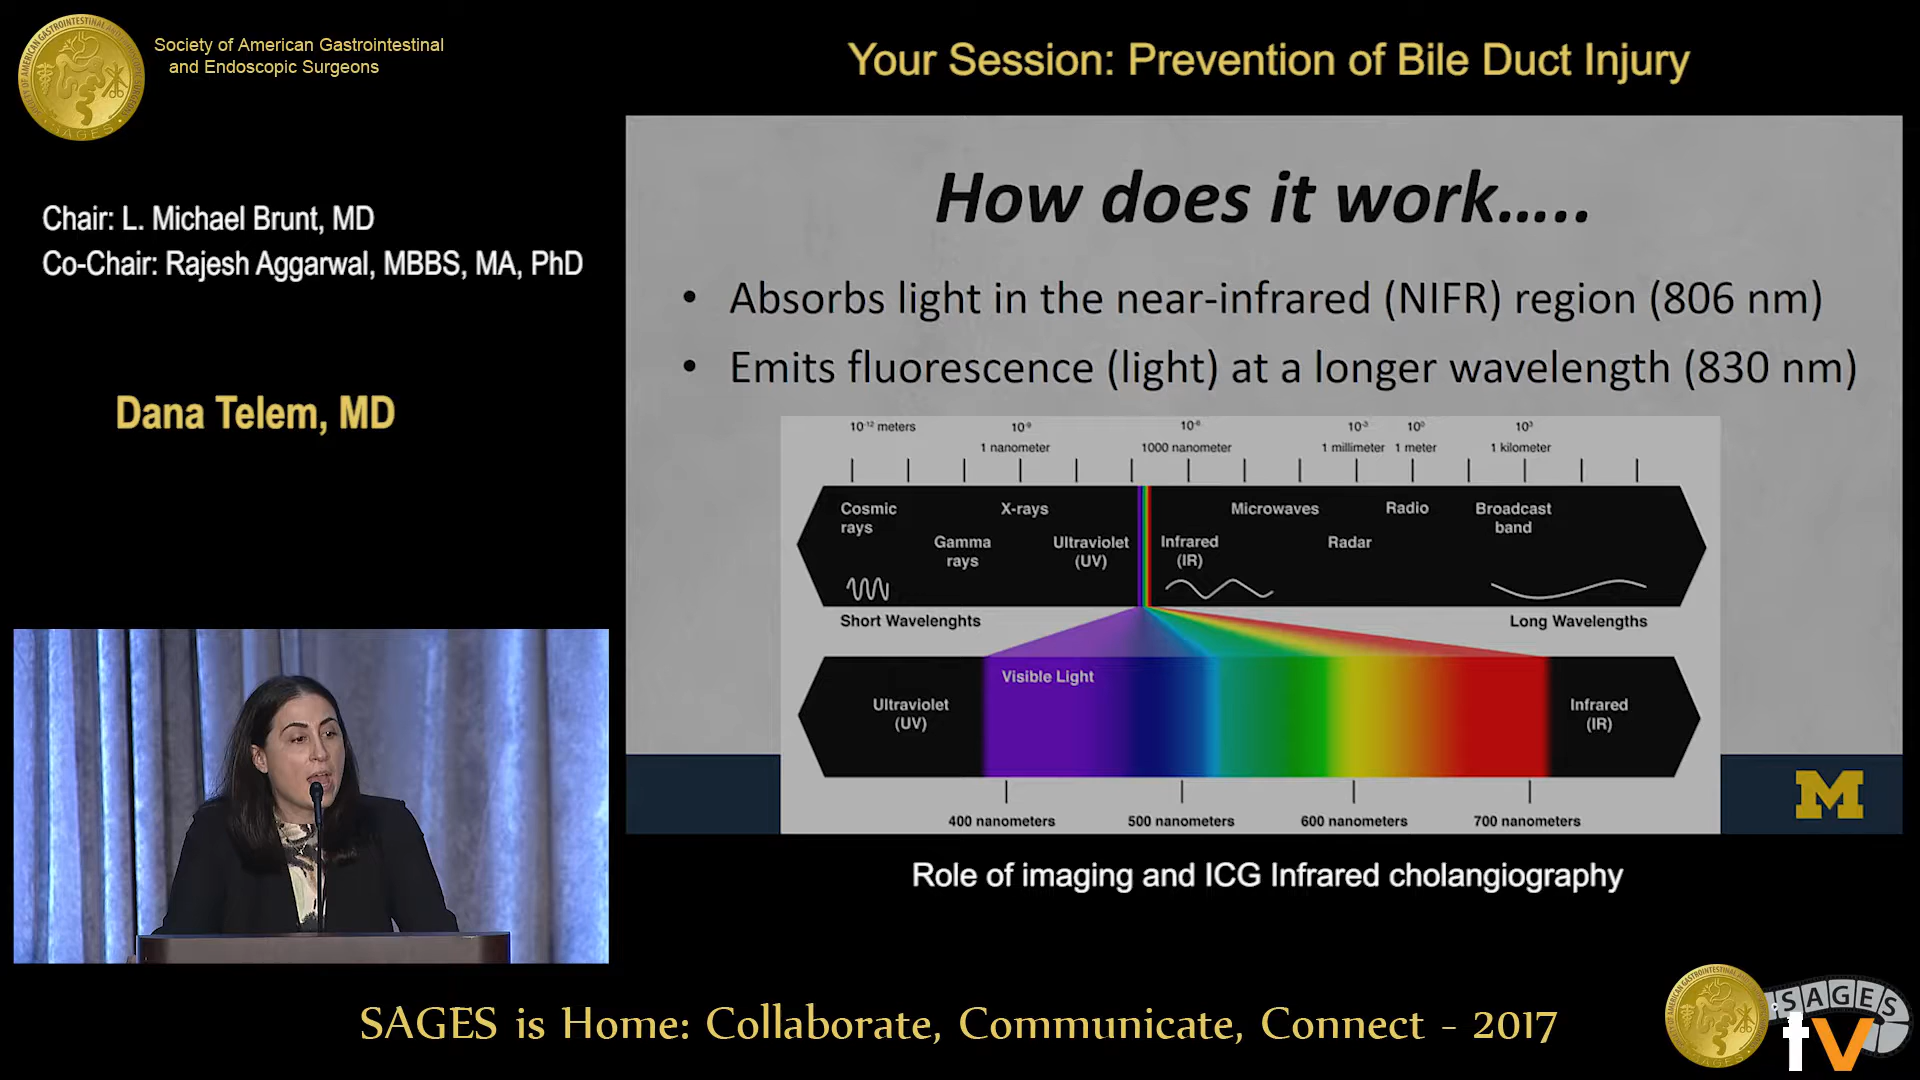 Society of American Gastrointestinal
and Endoscopic Surgeons
Your Session: Prevention of Bile Duct Injury
Chair: L. Michael Brunt, MD
Co-Chair: Rajesh Aggarwal, MBBS, MA, PhD
Dana Telem, MD
How does it work.....
• Absorbs light in the near-infrared (NIFR) region (806 nm)
• Emits fluorescence (light) at a longer wavelength (830 nm)
10⁻¹² meters 10⁻⁹ 10⁻⁶ 10⁻³ 10⁰ 10³
1 nanometer 1000 nanometer 1 millimeter 1 meter 1 kilometer
Cosmic
rays
Gamma
rays
X-rays
Ultraviolet
(UV)
Infrared
(IR)
Microwaves
Radar
Radio
Broadcast
band
Short Wavelenghts
Long Wavelengths
Ultraviolet
(UV)
Visible Light
Infrared
(IR)
400 nanometers 500 nanometers 600 nanometers 700 nanometers
M
Role of imaging and ICG Infrared cholangiography
SAGES is Home: Collaborate, Communicate, Connect - 2017
SAGES
tv